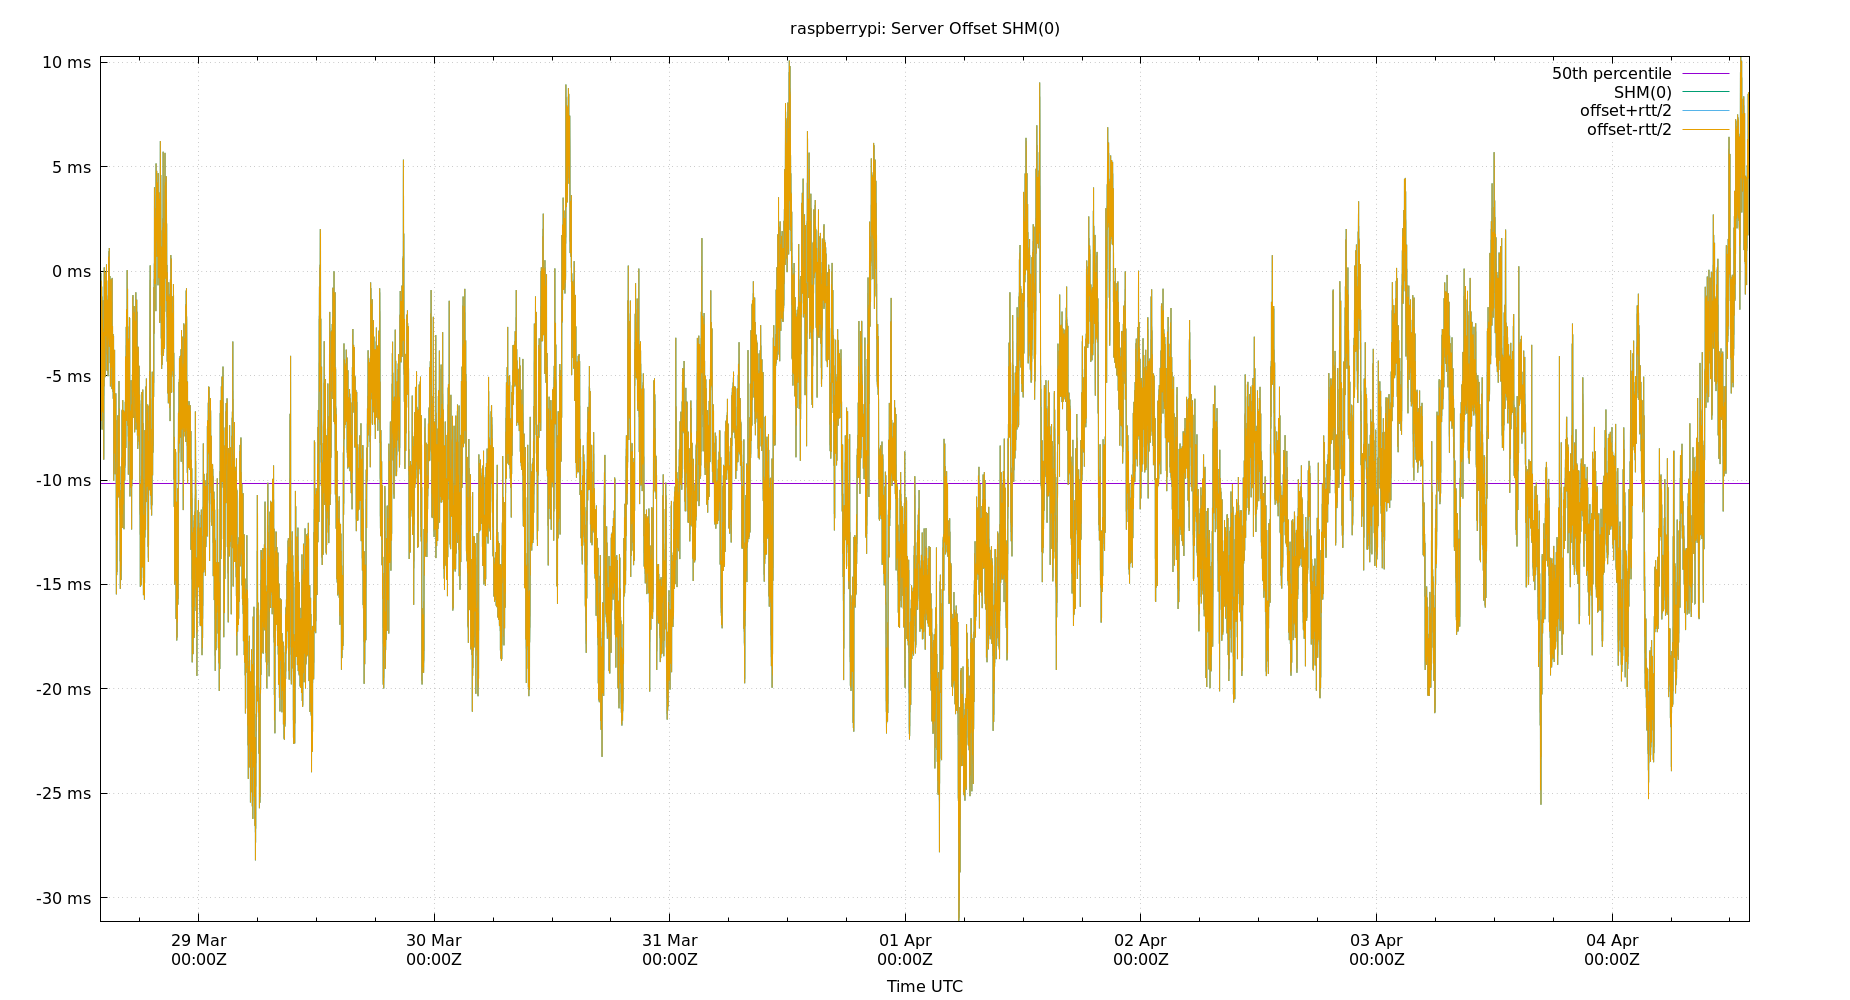 raspberrypi: Server Offset SHM(0)
10 ms
5 ms
0 ms
-5 ms
-10 ms
-15 ms
-20 ms
-25 ms
-30 ms
50th percentile
SHM(0)
offset+rtt/2
offset-rtt/2
29 Mar
00:00Z
30 Mar
00:00Z
31 Mar
00:00Z
01 Apr
00:00Z
02 Apr
00:00Z
03 Apr
00:00Z
04 Apr
00:00Z
Time UTC